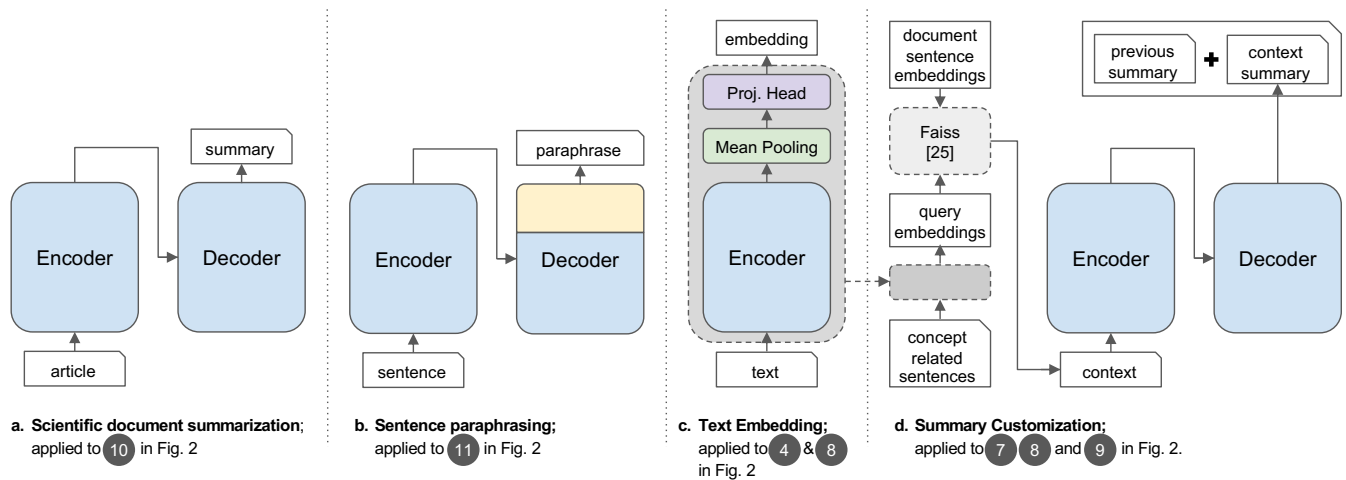 summary
Encoder
Decoder
article
a. Scientific document summarization;
applied to 10 in Fig. 2
paraphrase
Encoder
Decoder
sentence
b. Sentence paraphrasing;
applied to 11 in Fig. 2
embedding
Proj. Head
Mean Pooling
Encoder
text
c. Text Embedding;
applied to 4 & 8
in Fig. 2
document
sentence
embeddings
Faiss
[25]
query
embeddings
concept
related
sentences
previous
summary
+
context
summary
Encoder
Decoder
context
d. Summary Customization;
applied to 7 8 and 9 in Fig. 2.